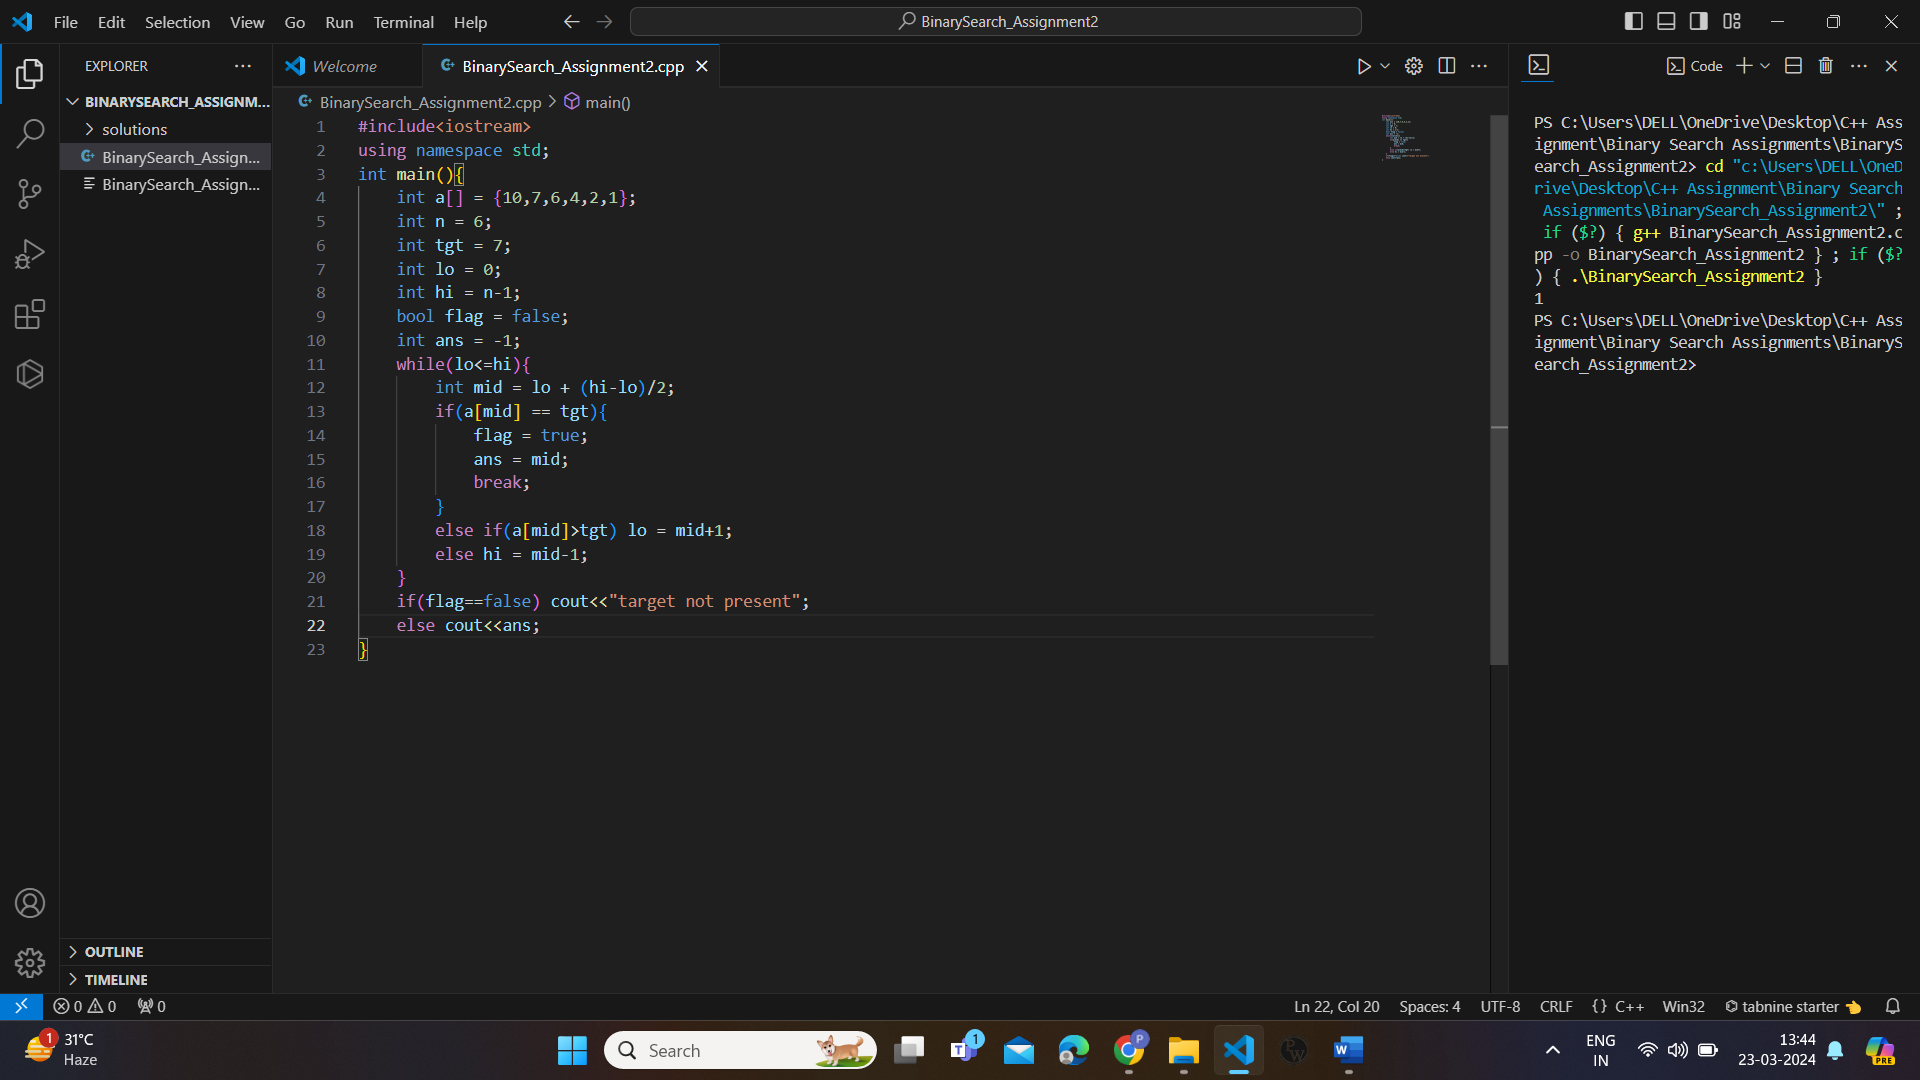 File Edit Selection View Go Run Terminal Help
BinarySearch_Assignment2
EXPLORER
BINARYSEARCH_ASSIGNM...
solutions
BinarySearch_Assign...
BinarySearch_Assign...
OUTLINE
TIMELINE
Welcome
BinarySearch_Assignment2.cpp
BinarySearch_Assignment2.cpp > main()
1 #include<iostream>
2 using namespace std;
3 int main(){
4 int a[] = {10,7,6,4,2,1};
5 int n = 6;
6 int tgt = 7;
7 int lo = 0;
8 int hi = n-1;
9 bool flag = false;
10 int ans = -1;
11 while(lo<=hi){
12 int mid = lo + (hi-lo)/2;
13 if(a[mid] == tgt){
14 flag = true;
15 ans = mid;
16 break;
17 }
18 else if(a[mid]>tgt) lo = mid+1;
19 else hi = mid-1;
20 }
21 if(flag==false) cout<<"target not present";
22 else cout<<ans;
23 }
Code
PS C:\Users\DELL\OneDrive\Desktop\C++ Ass
ignment\Binary Search Assignments\BinaryS
earch_Assignment2> cd "c:\Users\DELL\OneD
rive\Desktop\C++ Assignment\Binary Search
Assignments\BinarySearch_Assignment2\" ;
if ($?) { g++ BinarySearch_Assignment2.c
pp -o BinarySearch_Assignment2 } ; if ($?
) { .\BinarySearch_Assignment2 }
1
PS C:\Users\DELL\OneDrive\Desktop\C++ Ass
ignment\Binary Search Assignments\BinaryS
earch_Assignment2>
0 0 0
Ln 22, Col 20 Spaces: 4 UTF-8 CRLF {} C++ Win32 tabnine starter
1
31°C
Haze
Search
1
P
W
ENG
IN
13:44
23-03-2024
PRE